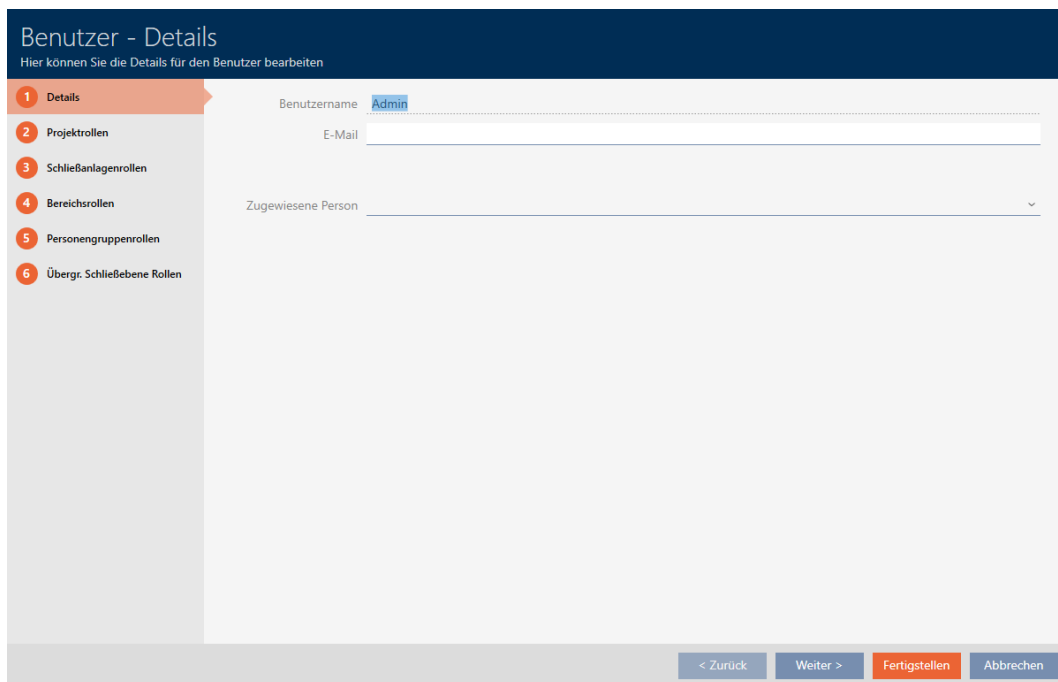 Benutzer - Details
Hier können Sie die Details für den Benutzer bearbeiten
1 Details
2 Projektrollen
3 Schließanlagenrollen
4 Bereichsrollen
5 Personengruppenrollen
6 Übergr. Schließebene Rollen
Benutzername Admin
E-Mail
Zugewiesene Person
< Zurück Weiter > Fertigstellen Abbrechen